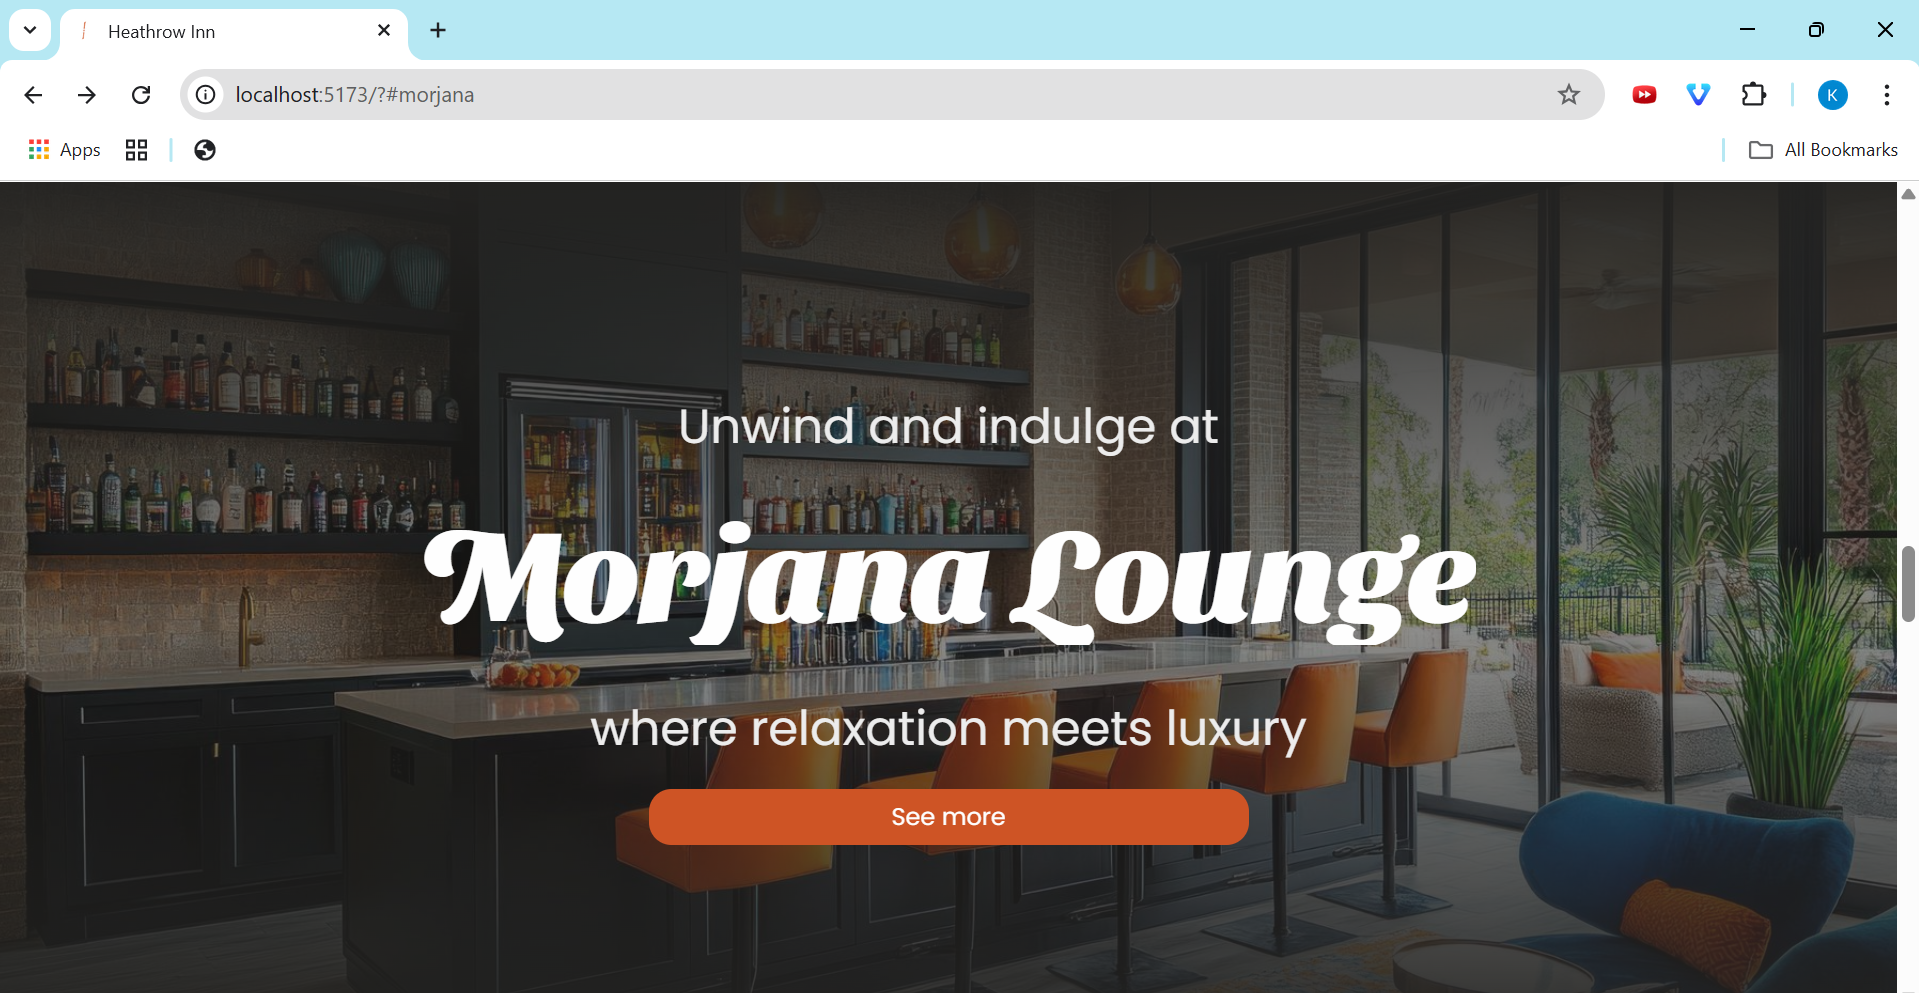 Heathrow Inn
localhost:5173/?#morjana
K
Apps
All Bookmarks
Unwind and indulge at
Morjana Lounge
where relaxation meets luxury
See more